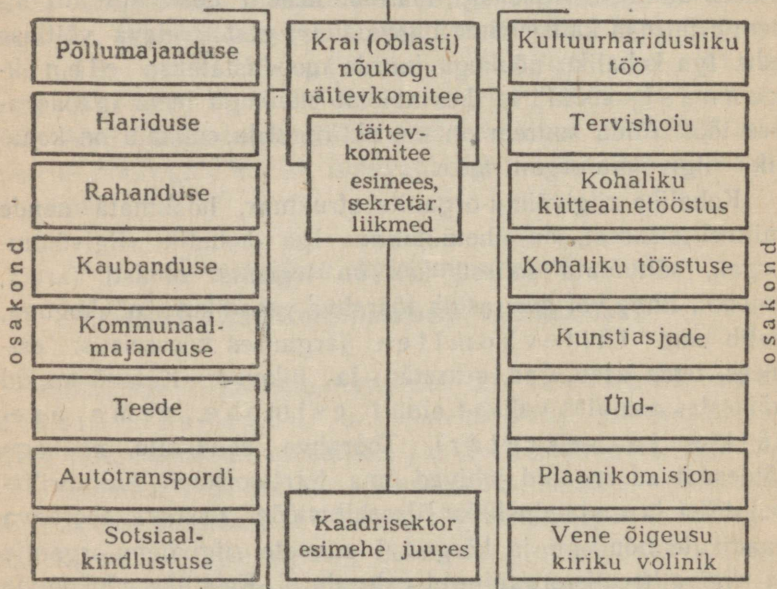 osakond
Põllumajanduse
Hariduse
Rahanduse
Kaubanduse
Kommunaal-
majanduse
Teede
Autotranspordi
Sotsiaal-
kindlustuse
Krai (oblasti)
nõukogu
täitevkomitee
täitev-
komitee
esimees,
sekretär,
liikmed
Kaadrisektor
esimehe juures
Kultuurharidusliku
töö
Tervishoiu
Kohaliku
kütteainetööstus
Kohaliku tööstuse
Kunstiasjade
Üld-
Plaanikomisjon
Vene õigeusu
kiriku volinik
osakond